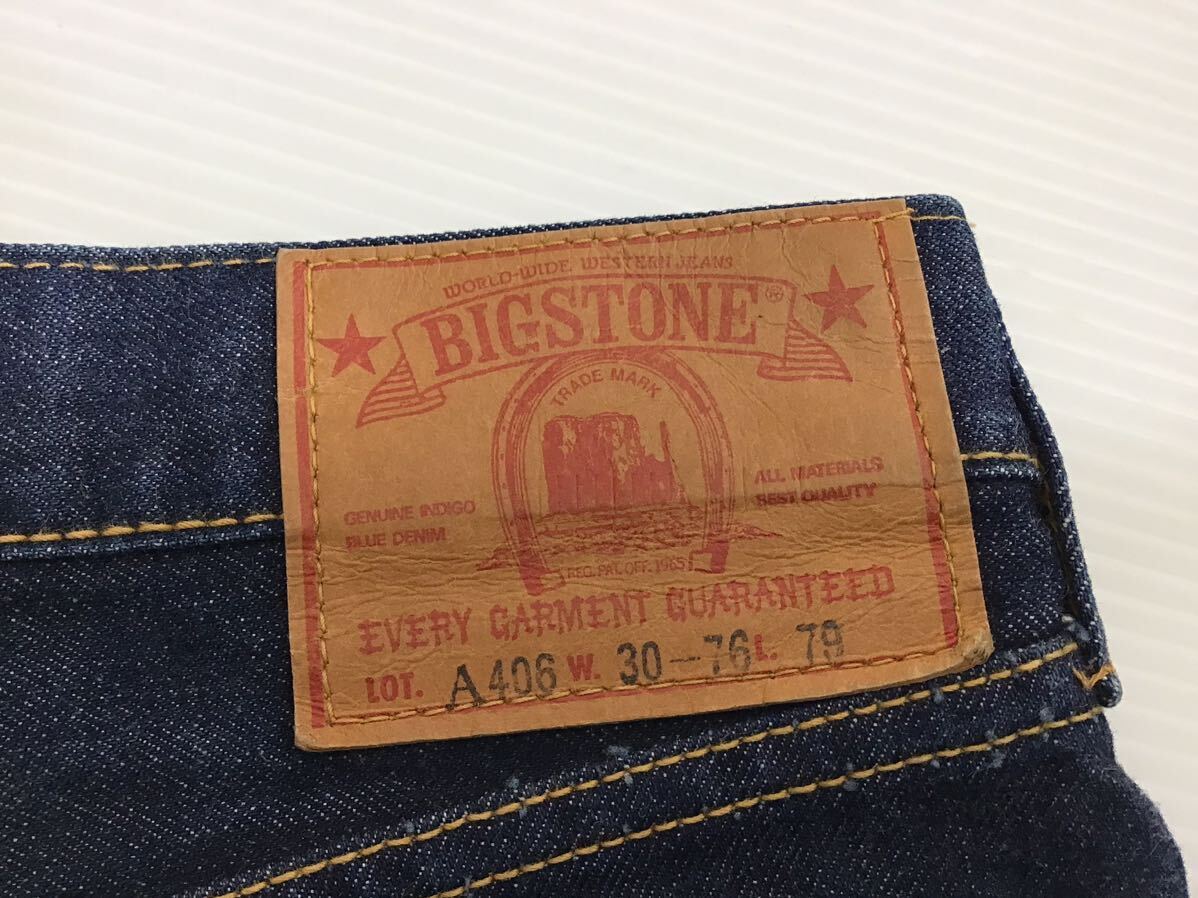 WORLD-WIDE WESTERN JEANS
BIGSTONE®
TRADE MARK
GENUINE INDIGO
BLUE DENIM
ALL MATERIALS
BEST QUALITY
REG. PAT. OFF. 1965
EVERY GARMENT GUARANTEED
LOT. A406 W. 30-76 L. 79